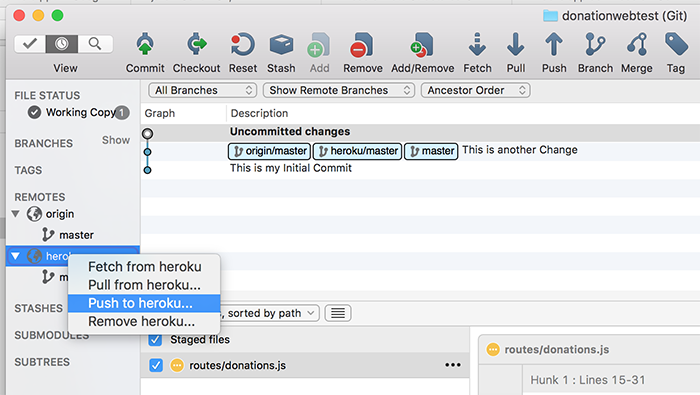 donationwebtest (Git)
View
Commit
Checkout
Reset
Stash
Add
Remove
Add/Remove
Fetch
Pull
Push
Branch
Merge
Tag
All Branches
Show Remote Branches
Ancestor Order
FILE STATUS
Working Copy 1
BRANCHES Show
TAGS
REMOTES
origin
master
STASHES
SUBMODULES
SUBTREES
Graph Description
Uncommitted changes
origin/master heroku/master master This is another Change
This is my Initial Commit
Fetch from heroku
Pull from heroku...
Push to heroku...
Remove heroku...
sorted by path
Staged files
routes/donations.js
routes/donations.js
Hunk 1 : Lines 15-31